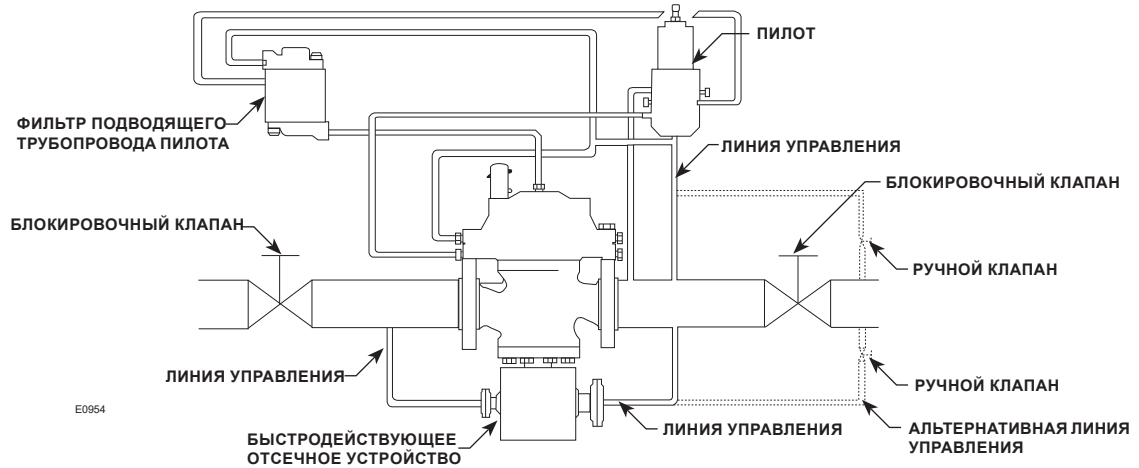 ПИЛОТ
ФИЛЬТР ПОДВОДЯЩЕГО
ТРУБОПРОВОДА ПИЛОТА
ЛИНИЯ УПРАВЛЕНИЯ
БЛОКИРОВОЧНЫЙ КЛАПАН
БЛОКИРОВОЧНЫЙ КЛАПАН
РУЧНОЙ КЛАПАН
ЛИНИЯ УПРАВЛЕНИЯ
РУЧНОЙ КЛАПАН
E0954
БЫСТРОДЕЙСТВУЮЩЕЕ
ОТСЕЧНОЕ УСТРОЙСТВО
ЛИНИЯ УПРАВЛЕНИЯ
АЛЬТЕРНАТИВНАЯ ЛИНИЯ
УПРАВЛЕНИЯ